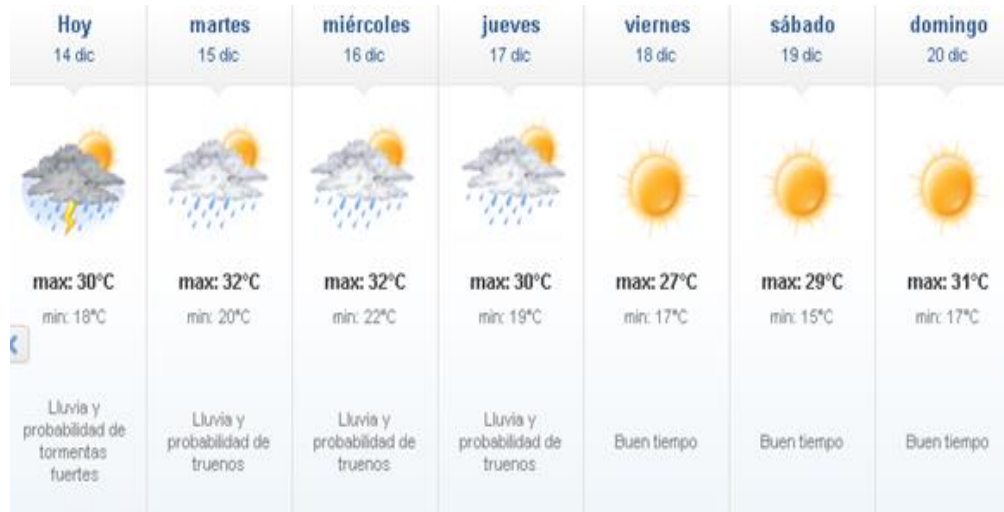 Hoy
14 dic
max: 30°C
min: 18°C
Lluvia y
probabilidad de
tormentas
fuertes
martes
15 dic
max: 32°C
min: 20°C
Lluvia y
probabilidad de
truenos
miércoles
16 dic
max: 32°C
min: 22°C
Lluvia y
probabilidad de
truenos
jueves
17 dic
max: 30°C
min: 19°C
Lluvia y
probabilidad de
truenos
viernes
18 dic
max: 27°C
min: 17°C
Buen tiempo
sábado
19 dic
max: 29°C
min: 15°C
Buen tiempo
domingo
20 dic
max: 31°C
min: 17°C
Buen tiempo